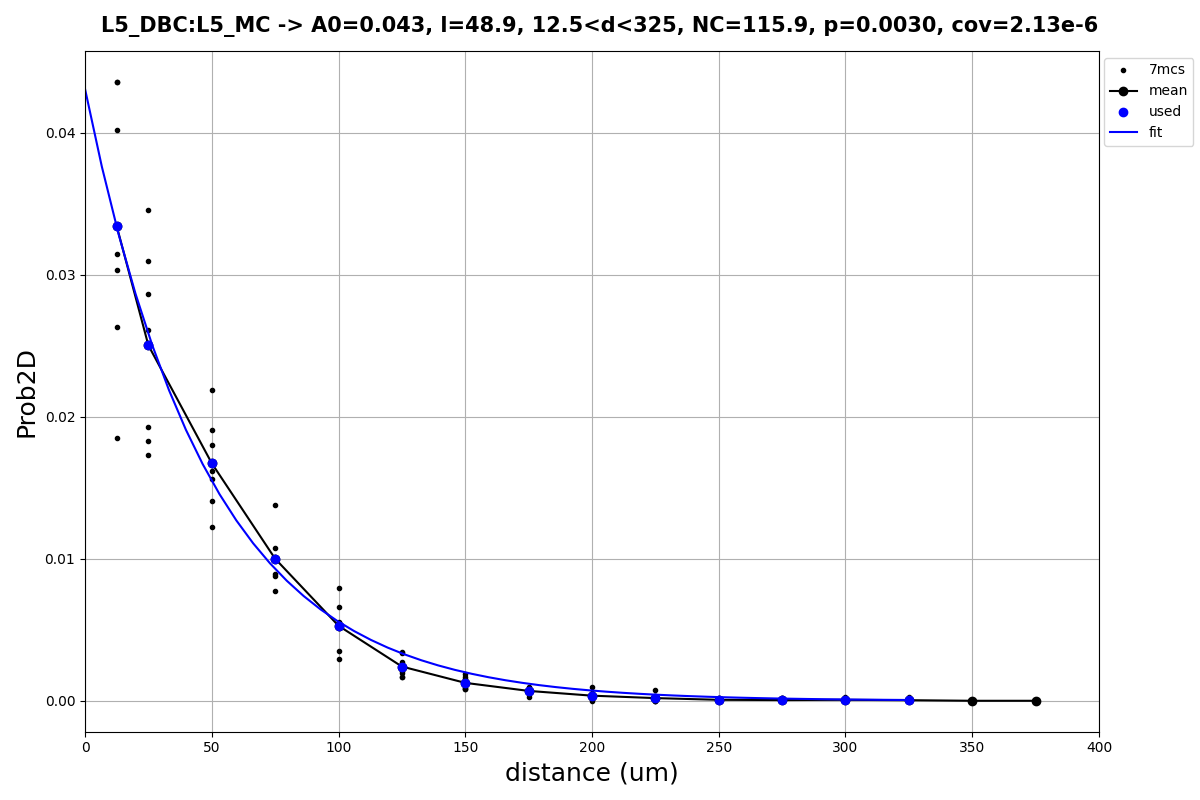 L5_DBC:L5_MC -> A0=0.043, l=48.9, 12.5<d<325, NC=115.9, p=0.0030, cov=2.13e-6
7mcs
mean
used
fit
0.04
0.03
0.02
0.01
0.00
Prob2D
0 50 100 150 200 250 300 350 400
distance (um)